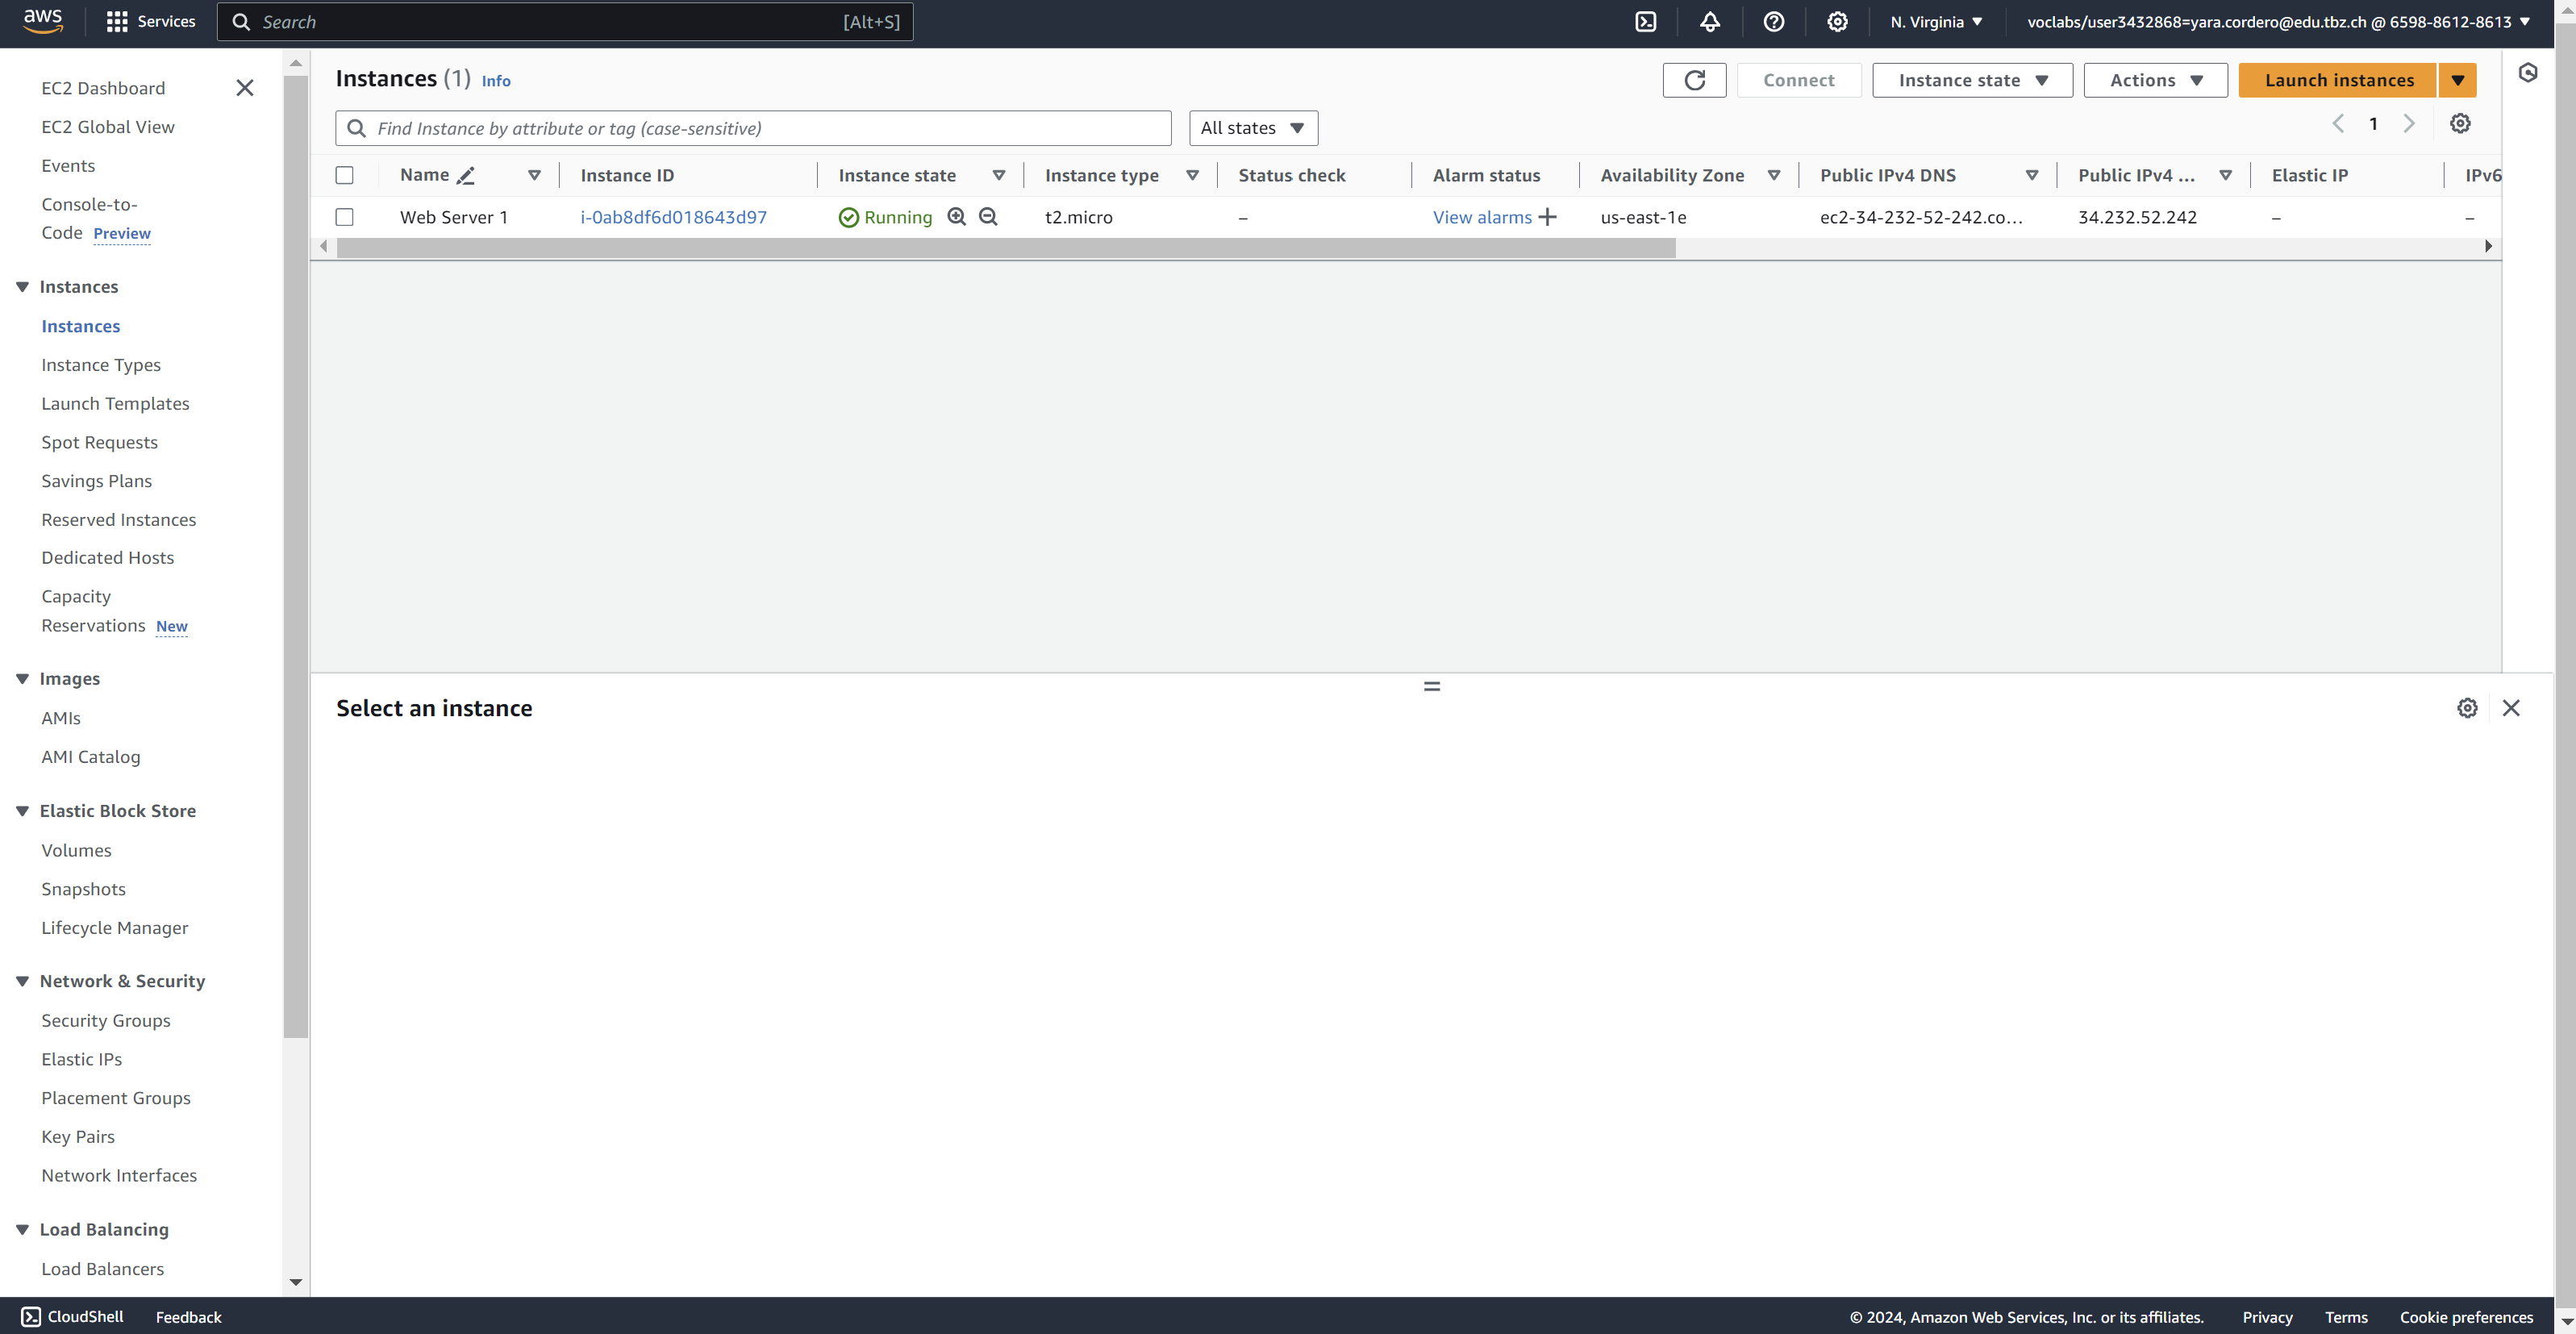 aws Services Search [Alt+S] N. Virginia voclabs/user3432868=yara.cordero@edu.tbz.ch @ 6598-8612-8613
EC2 Dashboard
EC2 Global View
Events
Console-to-
Code Preview
Instances
Instances
Instance Types
Launch Templates
Spot Requests
Savings Plans
Reserved Instances
Dedicated Hosts
Capacity
Reservations New
Images
AMIs
AMI Catalog
Elastic Block Store
Volumes
Snapshots
Lifecycle Manager
Network & Security
Security Groups
Elastic IPs
Placement Groups
Key Pairs
Network Interfaces
Load Balancing
Load Balancers
Instances (1) Info Connect Instance state Actions Launch instances
Find Instance by attribute or tag (case-sensitive) All states 1
Name Instance ID Instance state Instance type Status check Alarm status Availability Zone Public IPv4 DNS Public IPv4 ... Elastic IP IPv6
Web Server 1 i-0ab8df6d018643d97 Running t2.micro – View alarms us-east-1e ec2-34-232-52-242.co... 34.232.52.242 – –
Select an instance
CloudShell Feedback © 2024, Amazon Web Services, Inc. or its affiliates. Privacy Terms Cookie preferences